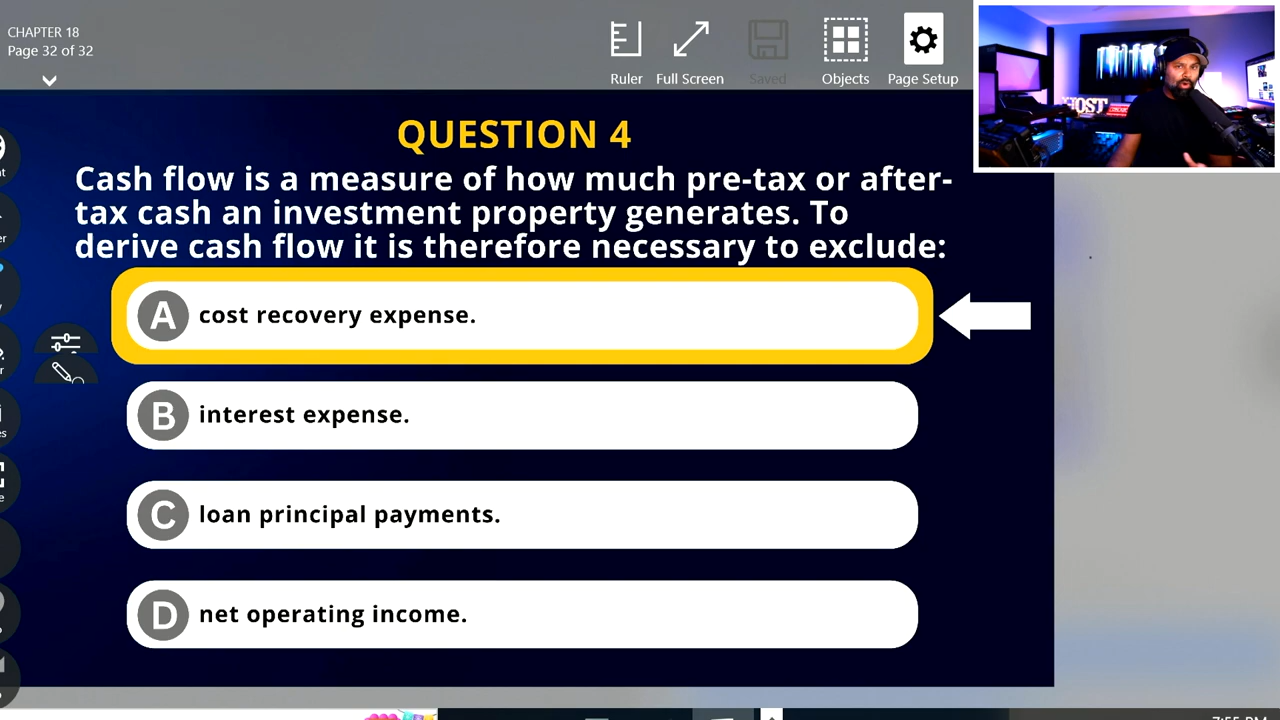 CHAPTER 18
Page 32 of 32
Ruler
Full Screen
Saved
Objects
Page Setup
QUESTION 4
Cash flow is a measure of how much pre-tax or after-
tax cash an investment property generates. To
derive cash flow it is therefore necessary to exclude:
A cost recovery expense.
B interest expense.
C loan principal payments.
D net operating income.